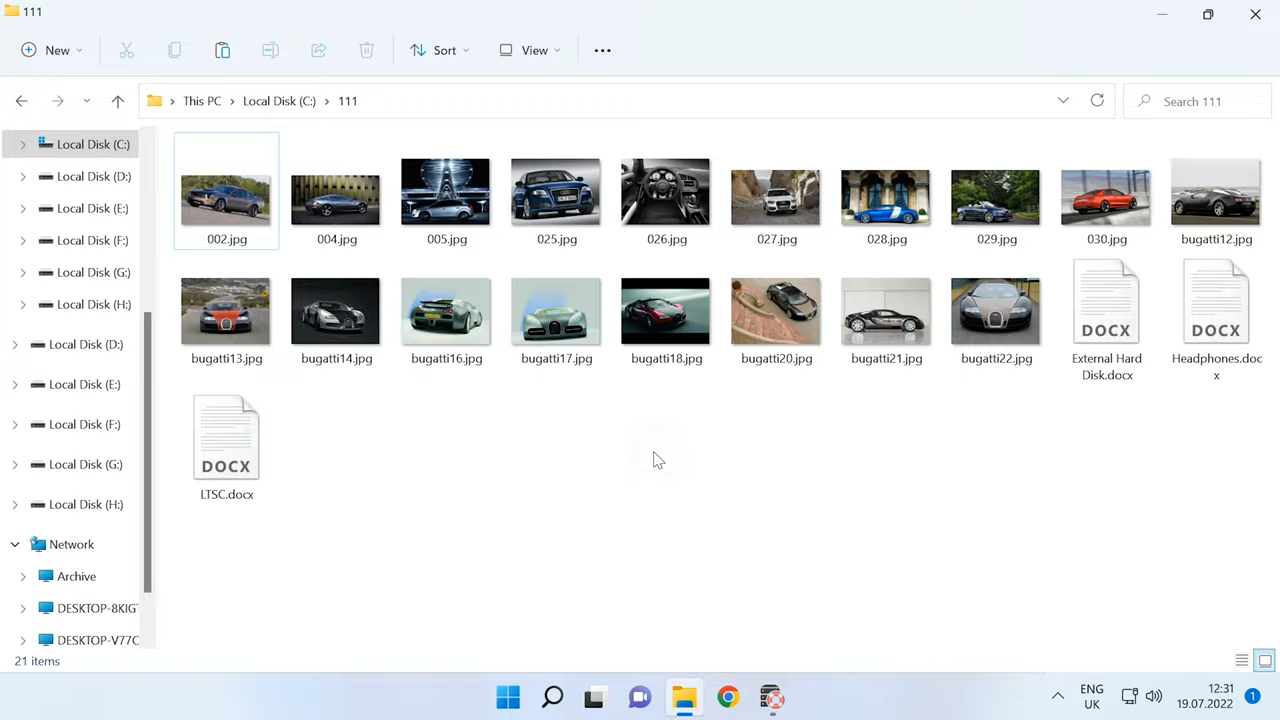 111
New
Sort
View
This PC
Local Disk (C:)
111
Search 111
Local Disk (C:)
Local Disk (D:)
Local Disk (E:)
Local Disk (F:)
Local Disk (G:)
Local Disk (H:)
Local Disk (D:)
Local Disk (E:)
Local Disk (F:)
Local Disk (G:)
Local Disk (H:)
Network
Archive
DESKTOP-8KIG
DESKTOP-V77C
002.jpg
004.jpg
005.jpg
025.jpg
026.jpg
027.jpg
028.jpg
029.jpg
030.jpg
bugatti12.jpg
bugatti13.jpg
bugatti14.jpg
bugatti16.jpg
bugatti17.jpg
bugatti18.jpg
bugatti20.jpg
bugatti21.jpg
bugatti22.jpg
DOCX
External Hard
Disk.docx
DOCX
Headphones.doc
x
DOCX
LTSC.docx
21 items
ENG
UK
12:31
19.07.2022
1